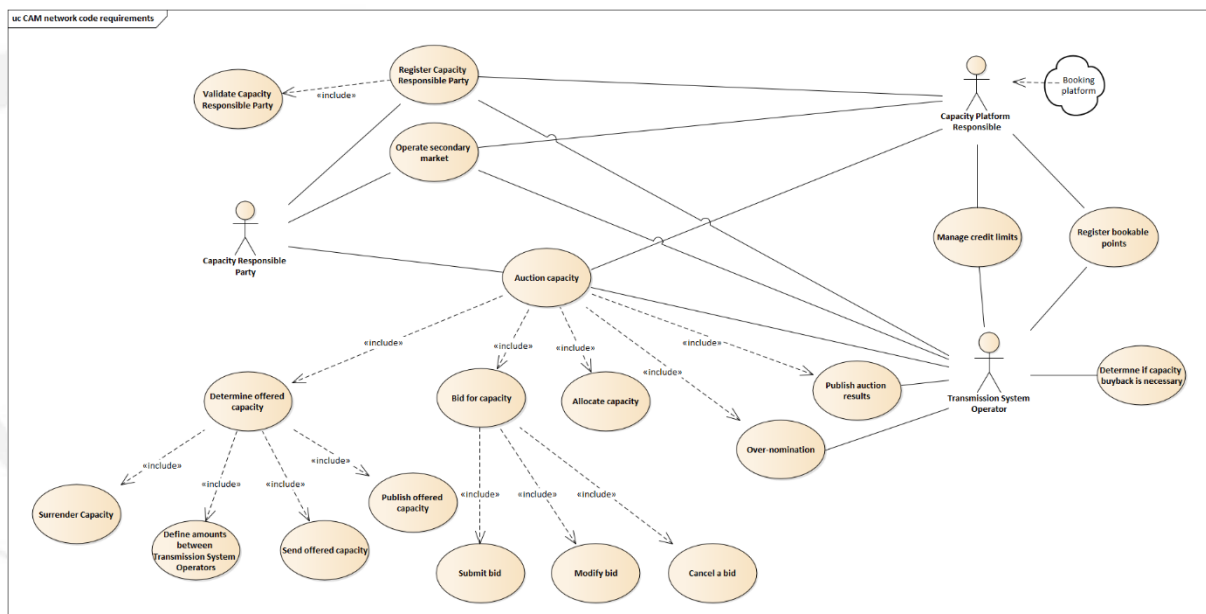 uc CAM network code requirements
Register Capacity
Responsible Party
Validate Capacity
Responsible Party
«include»
Booking
platform
Capacity Platform
Responsible
Operate secondary
market
Capacity Responsible
Party
Manage credit limits
Register bookable
points
Auction capacity
«include»
«include»
«include»
«include»
«include»
Determine offered
capacity
Bid for capacity
Allocate capacity
Publish auction
results
Transmission System
Operator
Determne if capacity
buyback is necessary
Over-nomination
«include»
«include»
«include»
«include»
«include»
«include»
«include»
Surrender Capacity
Define amounts
between
Transmission System
Operators
Send offered capacity
Publish offered
capacity
Submit bid
Modify bid
Cancel a bid